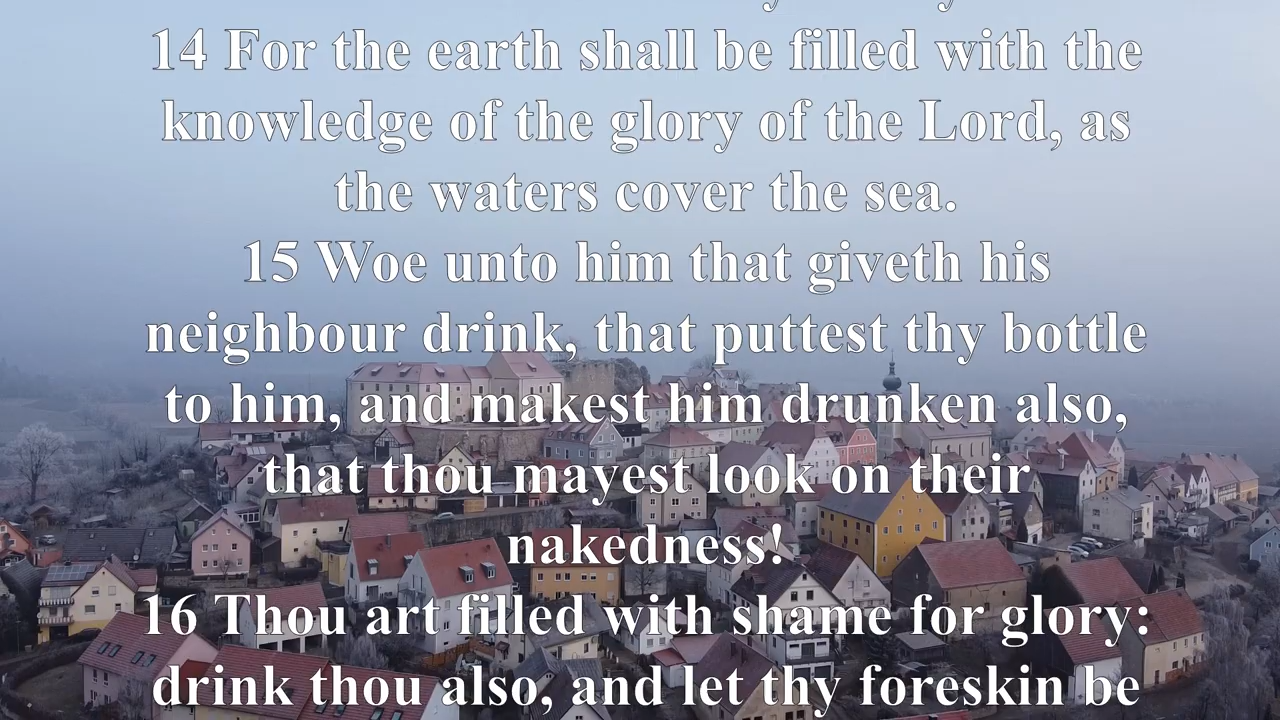 14 For the earth shall be filled with the
knowledge of the glory of the Lord, as
the waters cover the sea.
15 Woe unto him that giveth his
neighbour drink, that puttest thy bottle
to him, and makest him drunken also,
that thou mayest look on their
nakedness!
16 Thou art filled with shame for glory:
drink thou also, and let thy foreskin be